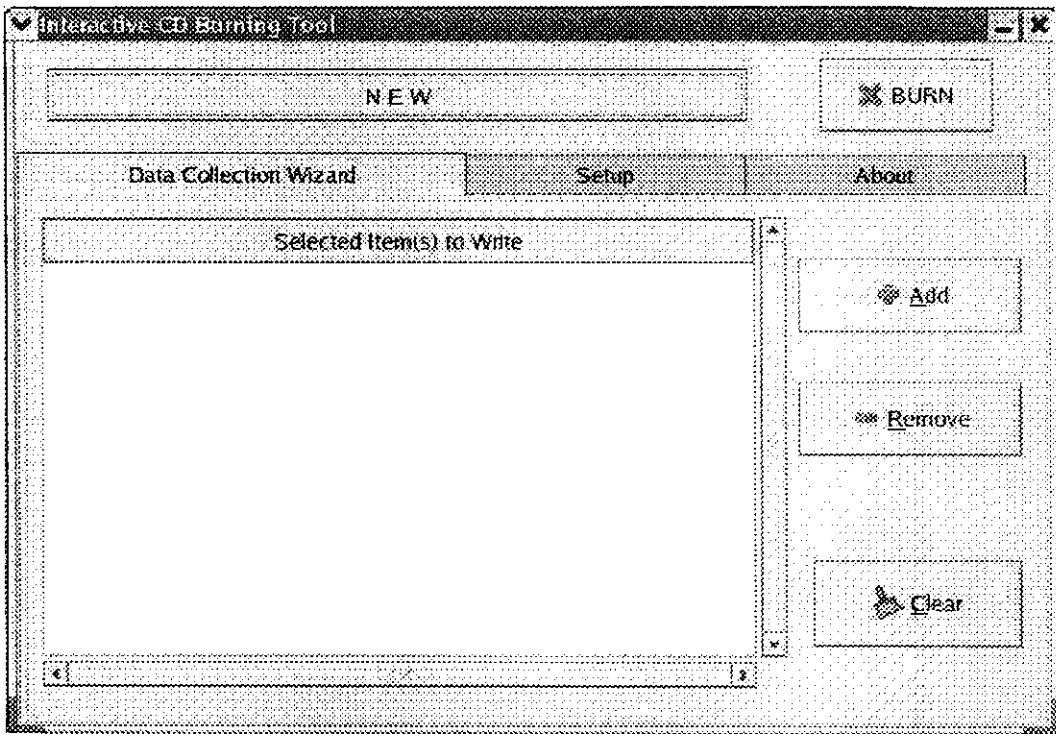 Interactive CD Burning Tool
N E W
BURN
Data Collection Wizard
Setup
About
Selected Item(s) to Write
Add
Remove
Clear